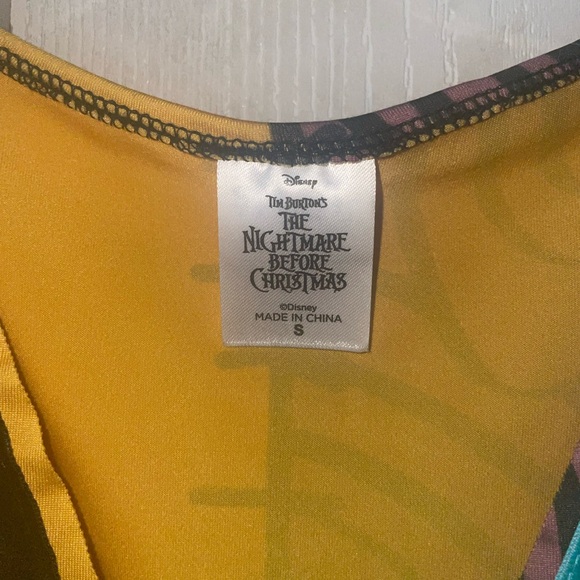 Disney
TIM BURTON'S
THE
NIGHTMARE
BEFORE
CHRISTMAS
©Disney
MADE IN CHINA
S